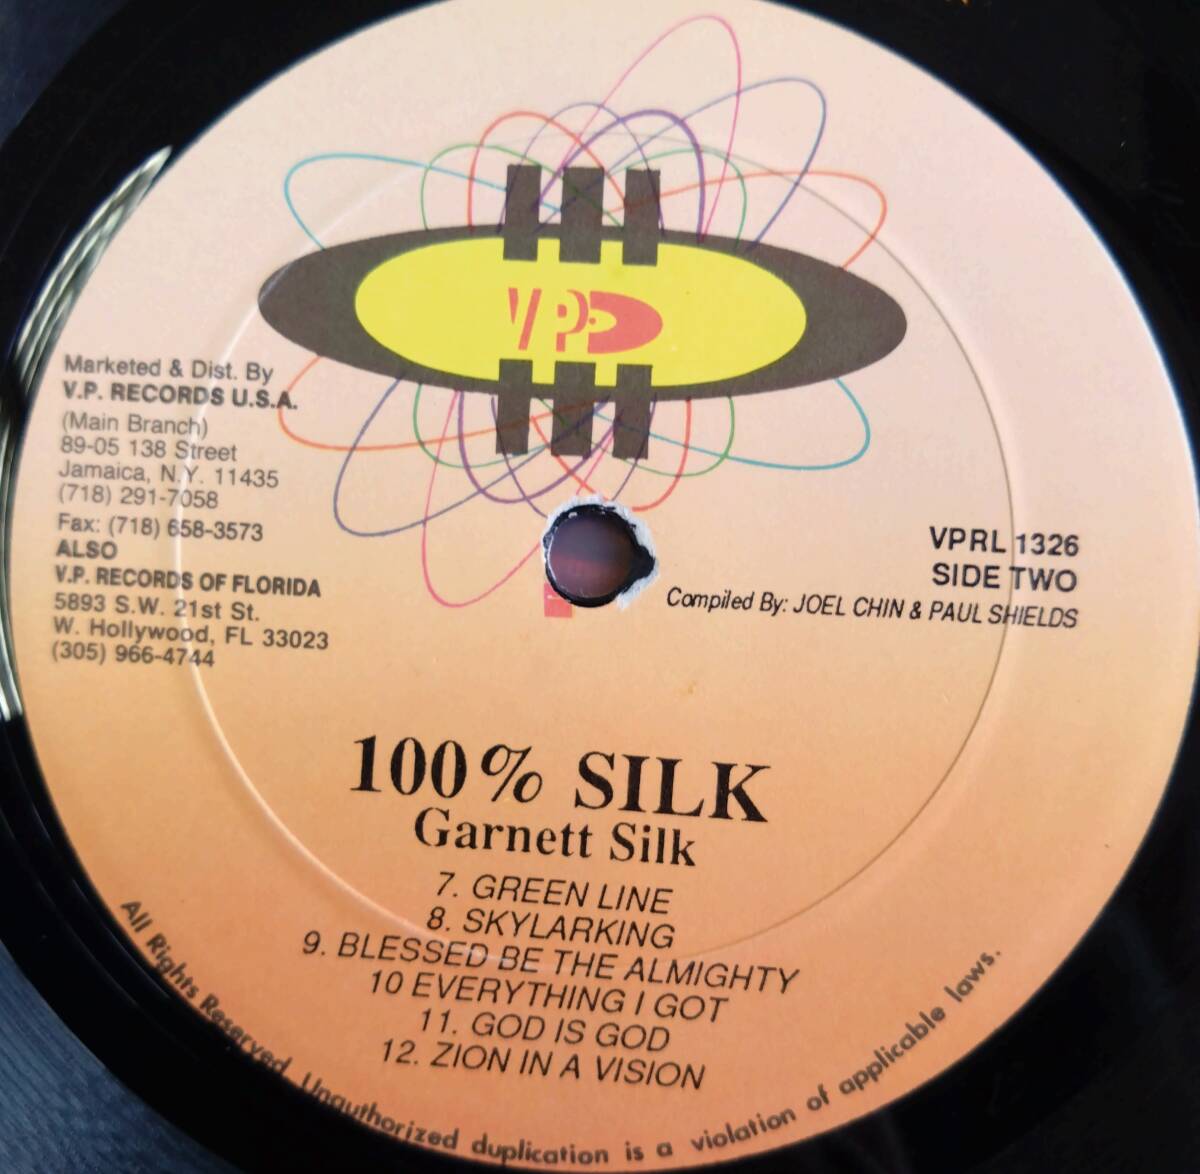 VP
Marketed & Dist. By
V.P. RECORDS U.S.A.
(Main Branch)
89-05 138 Street
Jamaica, N.Y. 11435
(718) 291-7058
Fax: (718) 658-3573
ALSO
V.P. RECORDS OF FLORIDA
5893 S.W. 21st St.
W. Hollywood, FL 33023
(305) 966-4744
VPRL 1326
SIDE TWO
Compiled By: JOEL CHIN & PAUL SHIELDS
100% SILK
Garnett Silk
7. GREEN LINE
8. SKYLARKING
9. BLESSED BE THE ALMIGHTY
10 EVERYTHING I GOT
11. GOD IS GOD
12. ZION IN A VISION
All Rights Reserved. Unauthorized duplication is a violation of applicable laws.